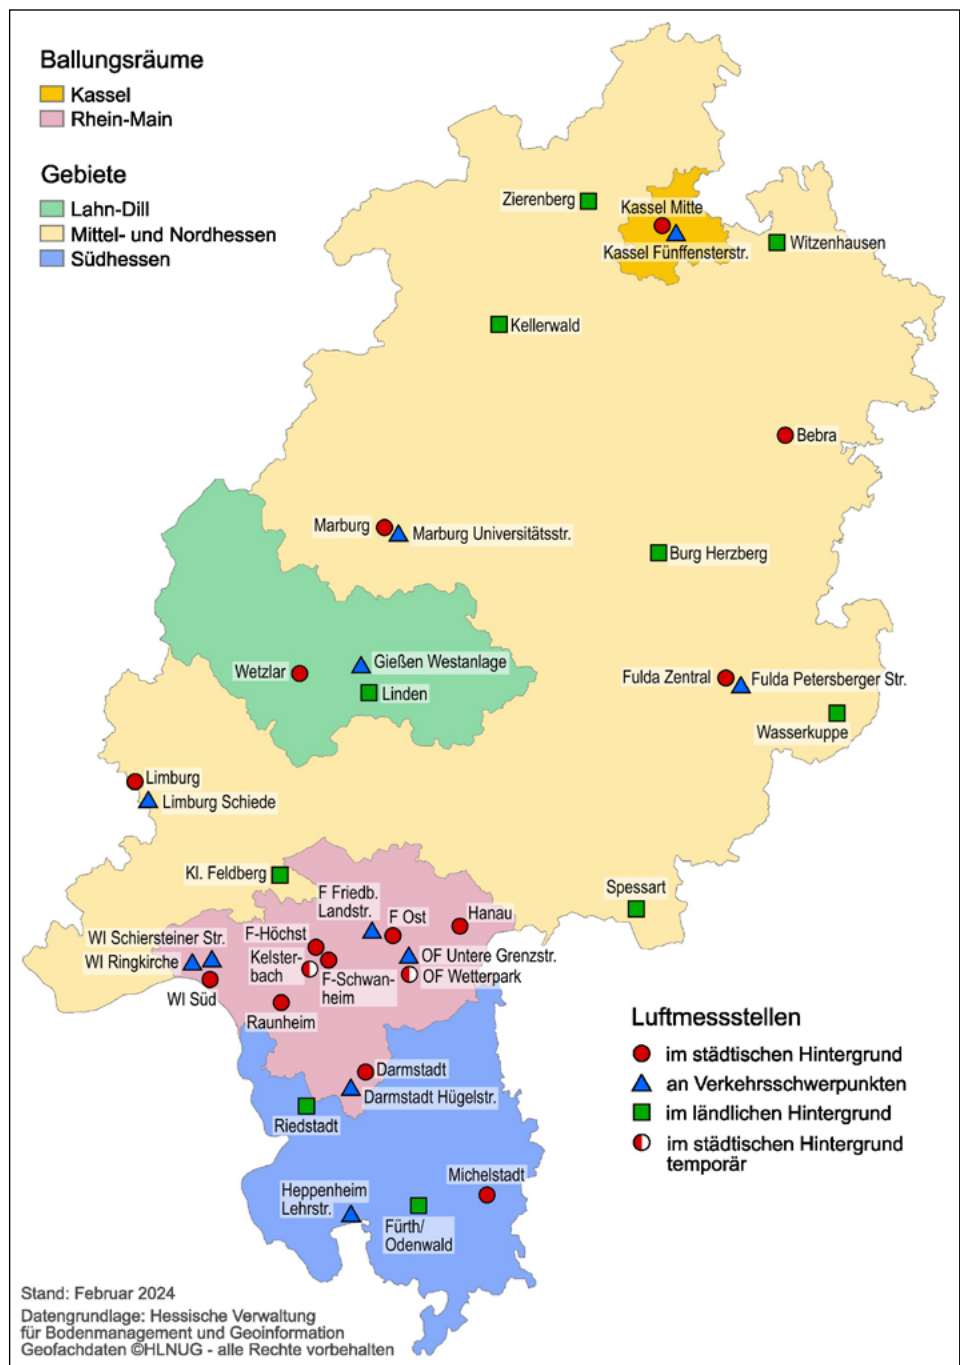 Ballungsräume
Kassel
Rhein-Main
Gebiete
Lahn-Dill
Mittel- und Nordhessen
Südhessen
Zierenberg
Kassel Mitte
Kassel Fünffensterstr.
Witzenhausen
Kellerwald
Bebra
Marburg
Marburg Universitätsstr.
Burg Herzberg
Wetzlar
Gießen Westanlage
Linden
Fulda Zentral
Fulda Petersberger Str.
Wasserkuppe
Limburg
Limburg Schiede
Kl. Feldberg
Spessart
F Friedb.
Landstr.
F Ost
Hanau
WI Schiersteiner Str.
F-Höchst
WI Ringkirche
Kelster-
bach
OF Untere Grenzstr.
F-Schwan-
heim
OF Wetterpark
WI Süd
Raunheim
Darmstadt
Darmstadt Hügelstr.
Riedstadt
Michelstadt
Heppenheim
Lehrstr.
Fürth/
Odenwald
Luftmessstellen
im städtischen Hintergrund
an Verkehrsschwerpunkten
im ländlichen Hintergrund
im städtischen Hintergrund
temporär
Stand: Februar 2024
Datengrundlage: Hessische Verwaltung
für Bodenmanagement und Geoinformation
Geofachdaten ©HLNUG - alle Rechte vorbehalten